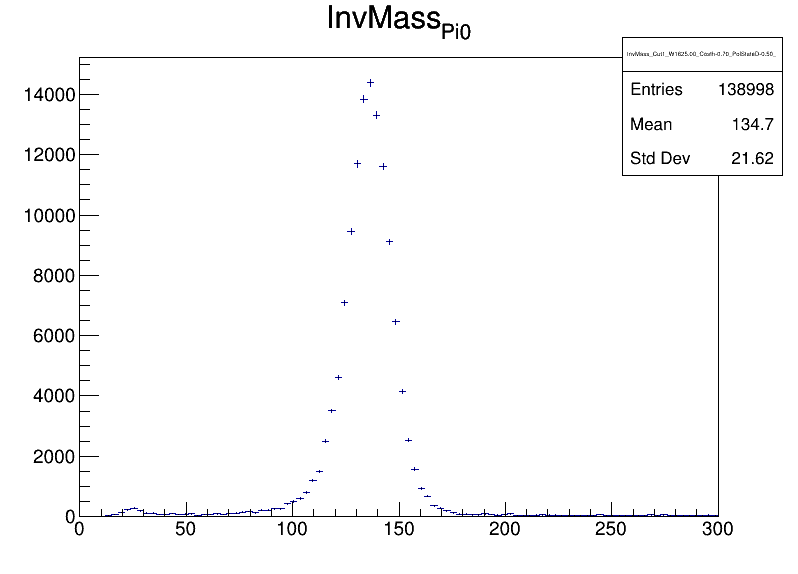 InvMass_Pi0
InvMass_Cut1_W1625.00_Costh-0.70_PolState0-0.50_
Entries 138998
Mean 134.7
Std Dev 21.62
14000
12000
10000
8000
6000
4000
2000
0
0 50 100 150 200 250 300